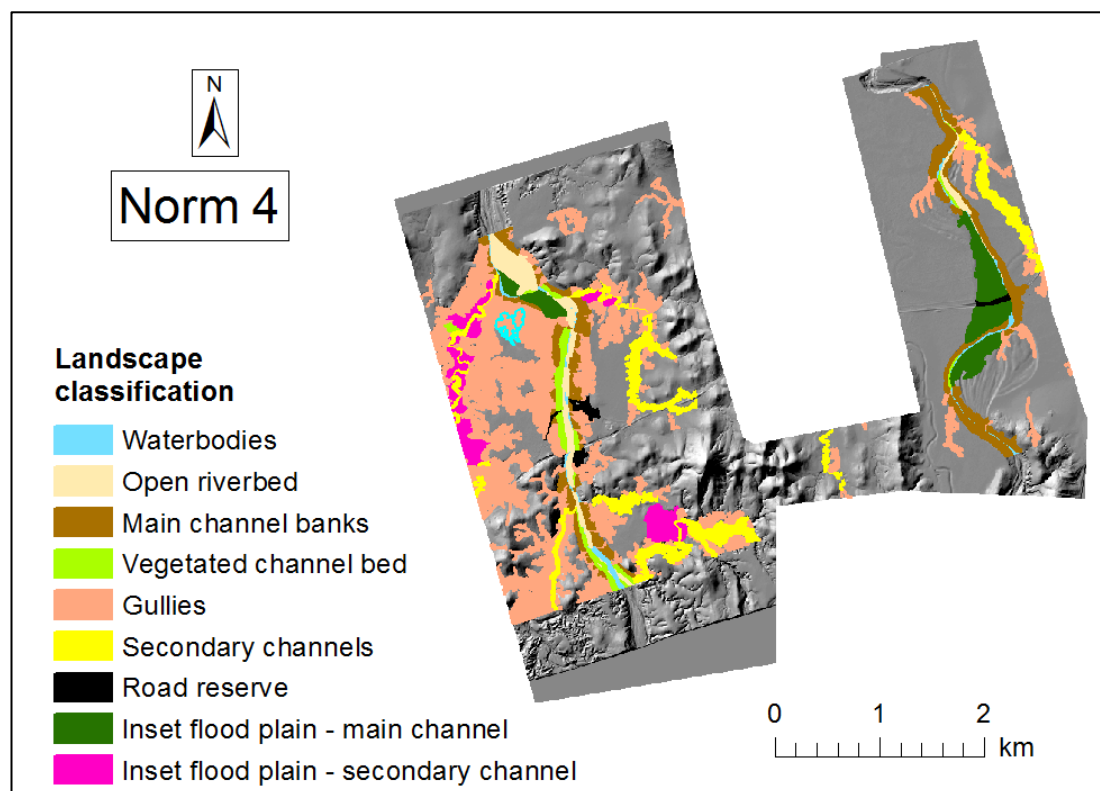 N
Norm 4
Landscape
classification
Waterbodies
Open riverbed
Main channel banks
Vegetated channel bed
Gullies
Secondary channels
Road reserve
Inset flood plain - main channel
Inset flood plain - secondary channel
0 1 2
km